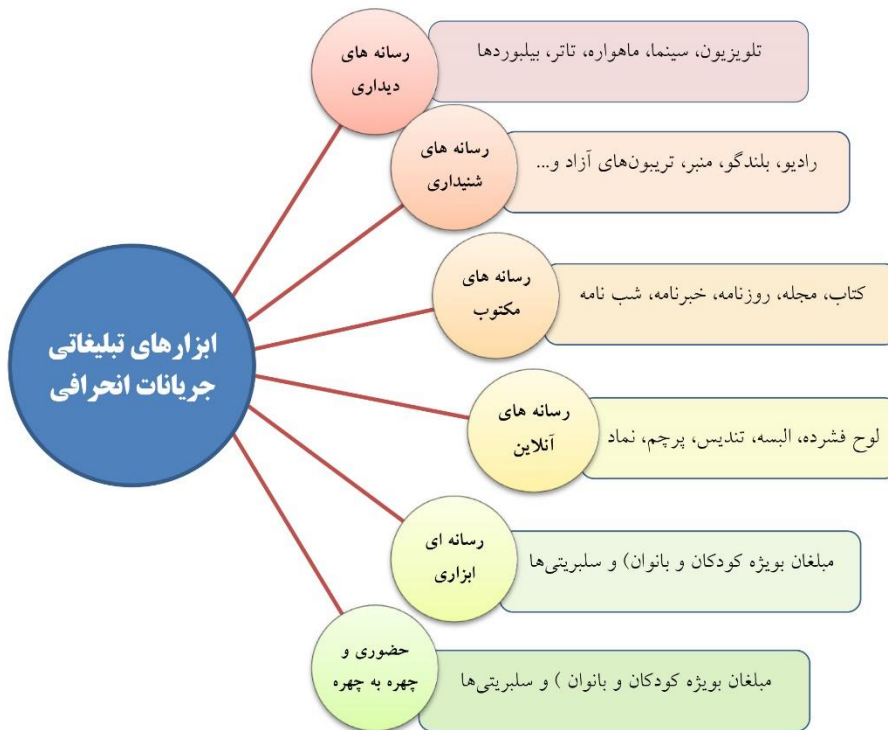 ابزارهای تبلیغاتی
جریانات انحرافی
رسانه های
دیداری
تلویزیون، سینما، ماهواره، تاتر، بیلبوردها
رسانه های
شنیداری
رادیو، بلندگو، منبر، تریبون‌های آزاد و...
رسانه های
مکتوب
کتاب، مجله، روزنامه، خبرنامه، شب نامه
رسانه های
آنلاین
لوح فشرده، البسه، تندیس، پرچم، نماد
رسانه ای
ابزاری
مبلغان بویژه کودکان و بانوان) و سلبریتی‌ها
حضوری و
چهره به چهره
مبلغان بویژه کودکان و بانوان ) و سلبریتی‌ها